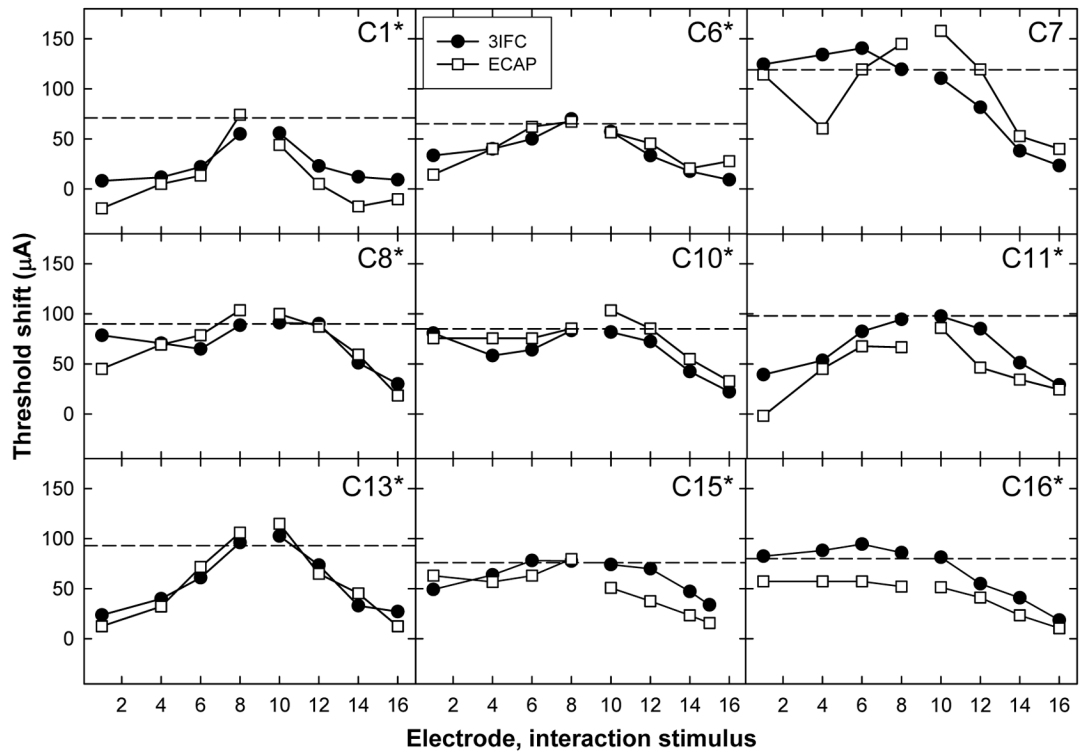 C1*
C6*
C7
3IFC
ECAP
150
100
50
0
C8*
C10*
C11*
150
100
50
0
C13*
C15*
C16*
150
100
50
0
2 4 6 8 10 12 14 16 2 4 6 8 10 12 14 16 2 4 6 8 10 12 14 16
Threshold shift (μA)
Electrode, interaction stimulus